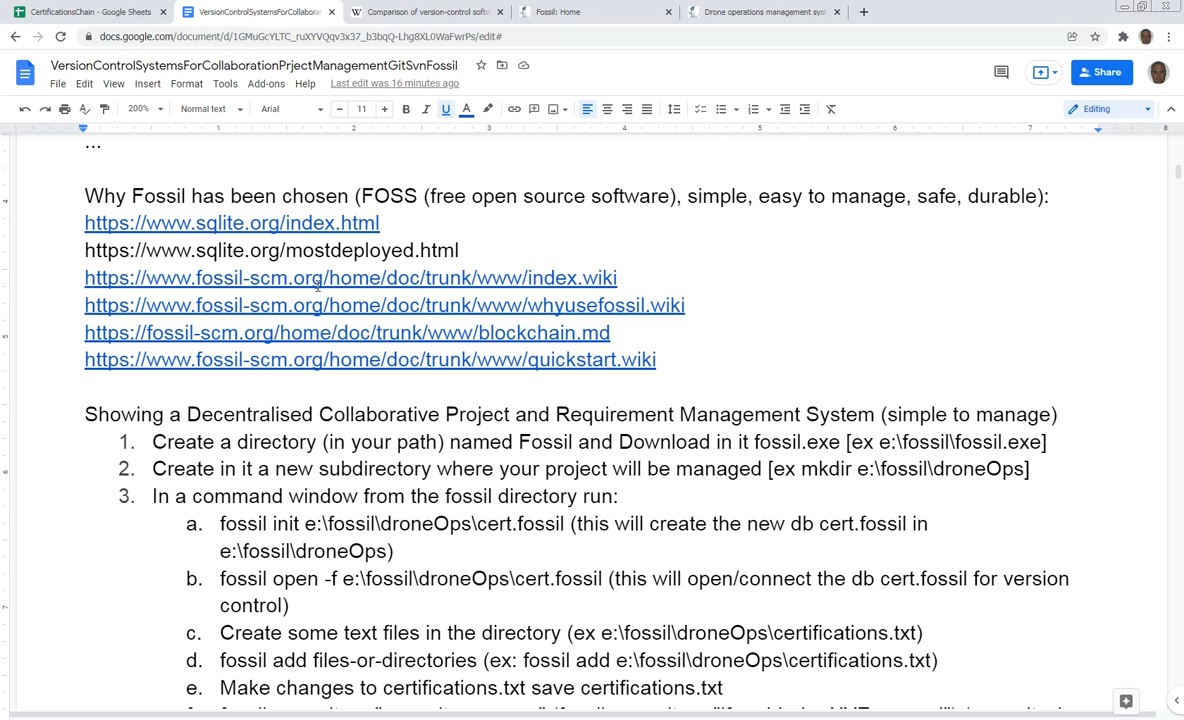 CertificationsChain - Google Sheets
VersionControlSystemsForCollaborat
Comparison of version-control softw
Fossil: Home
Drone operations management syst
docs.google.com/document/d/1GMuGcYLTC_ruXYVQqv3x37_b3bqQ-Lhg8XL0WaFwrPs/edit#
VersionControlSystemsForCollaborationPrjectManagementGitSvnFossil
File Edit View Insert Format Tools Add-ons Help Last edit was 16 minutes ago
Share
200% Normal text Arial 11 Editing
1 2 3 4 5 6 7 8
...
Why Fossil has been chosen (FOSS (free open source software), simple, easy to manage, safe, durable):
https://www.sqlite.org/index.html
https://www.sqlite.org/mostdeployed.html
https://www.fossil-scm.org/home/doc/trunk/www/index.wiki
https://www.fossil-scm.org/home/doc/trunk/www/whyusefossil.wiki
https://fossil-scm.org/home/doc/trunk/www/blockchain.md
https://www.fossil-scm.org/home/doc/trunk/www/quickstart.wiki
Showing a Decentralised Collaborative Project and Requirement Management System (simple to manage)
1. Create a directory (in your path) named Fossil and Download in it fossil.exe [ex e:\fossil\fossil.exe]
2. Create in it a new subdirectory where your project will be managed [ex mkdir e:\fossil\droneOps]
3. In a command window from the fossil directory run:
a. fossil init e:\fossil\droneOps\cert.fossil (this will create the new db cert.fossil in
e:\fossil\droneOps)
b. fossil open -f e:\fossil\droneOps\cert.fossil (this will open/connect the db cert.fossil for version
control)
c. Create some text files in the directory (ex e:\fossil\droneOps\certifications.txt)
d. fossil add files-or-directories (ex: fossil add e:\fossil\droneOps\certifications.txt)
e. Make changes to certifications.txt save certifications.txt